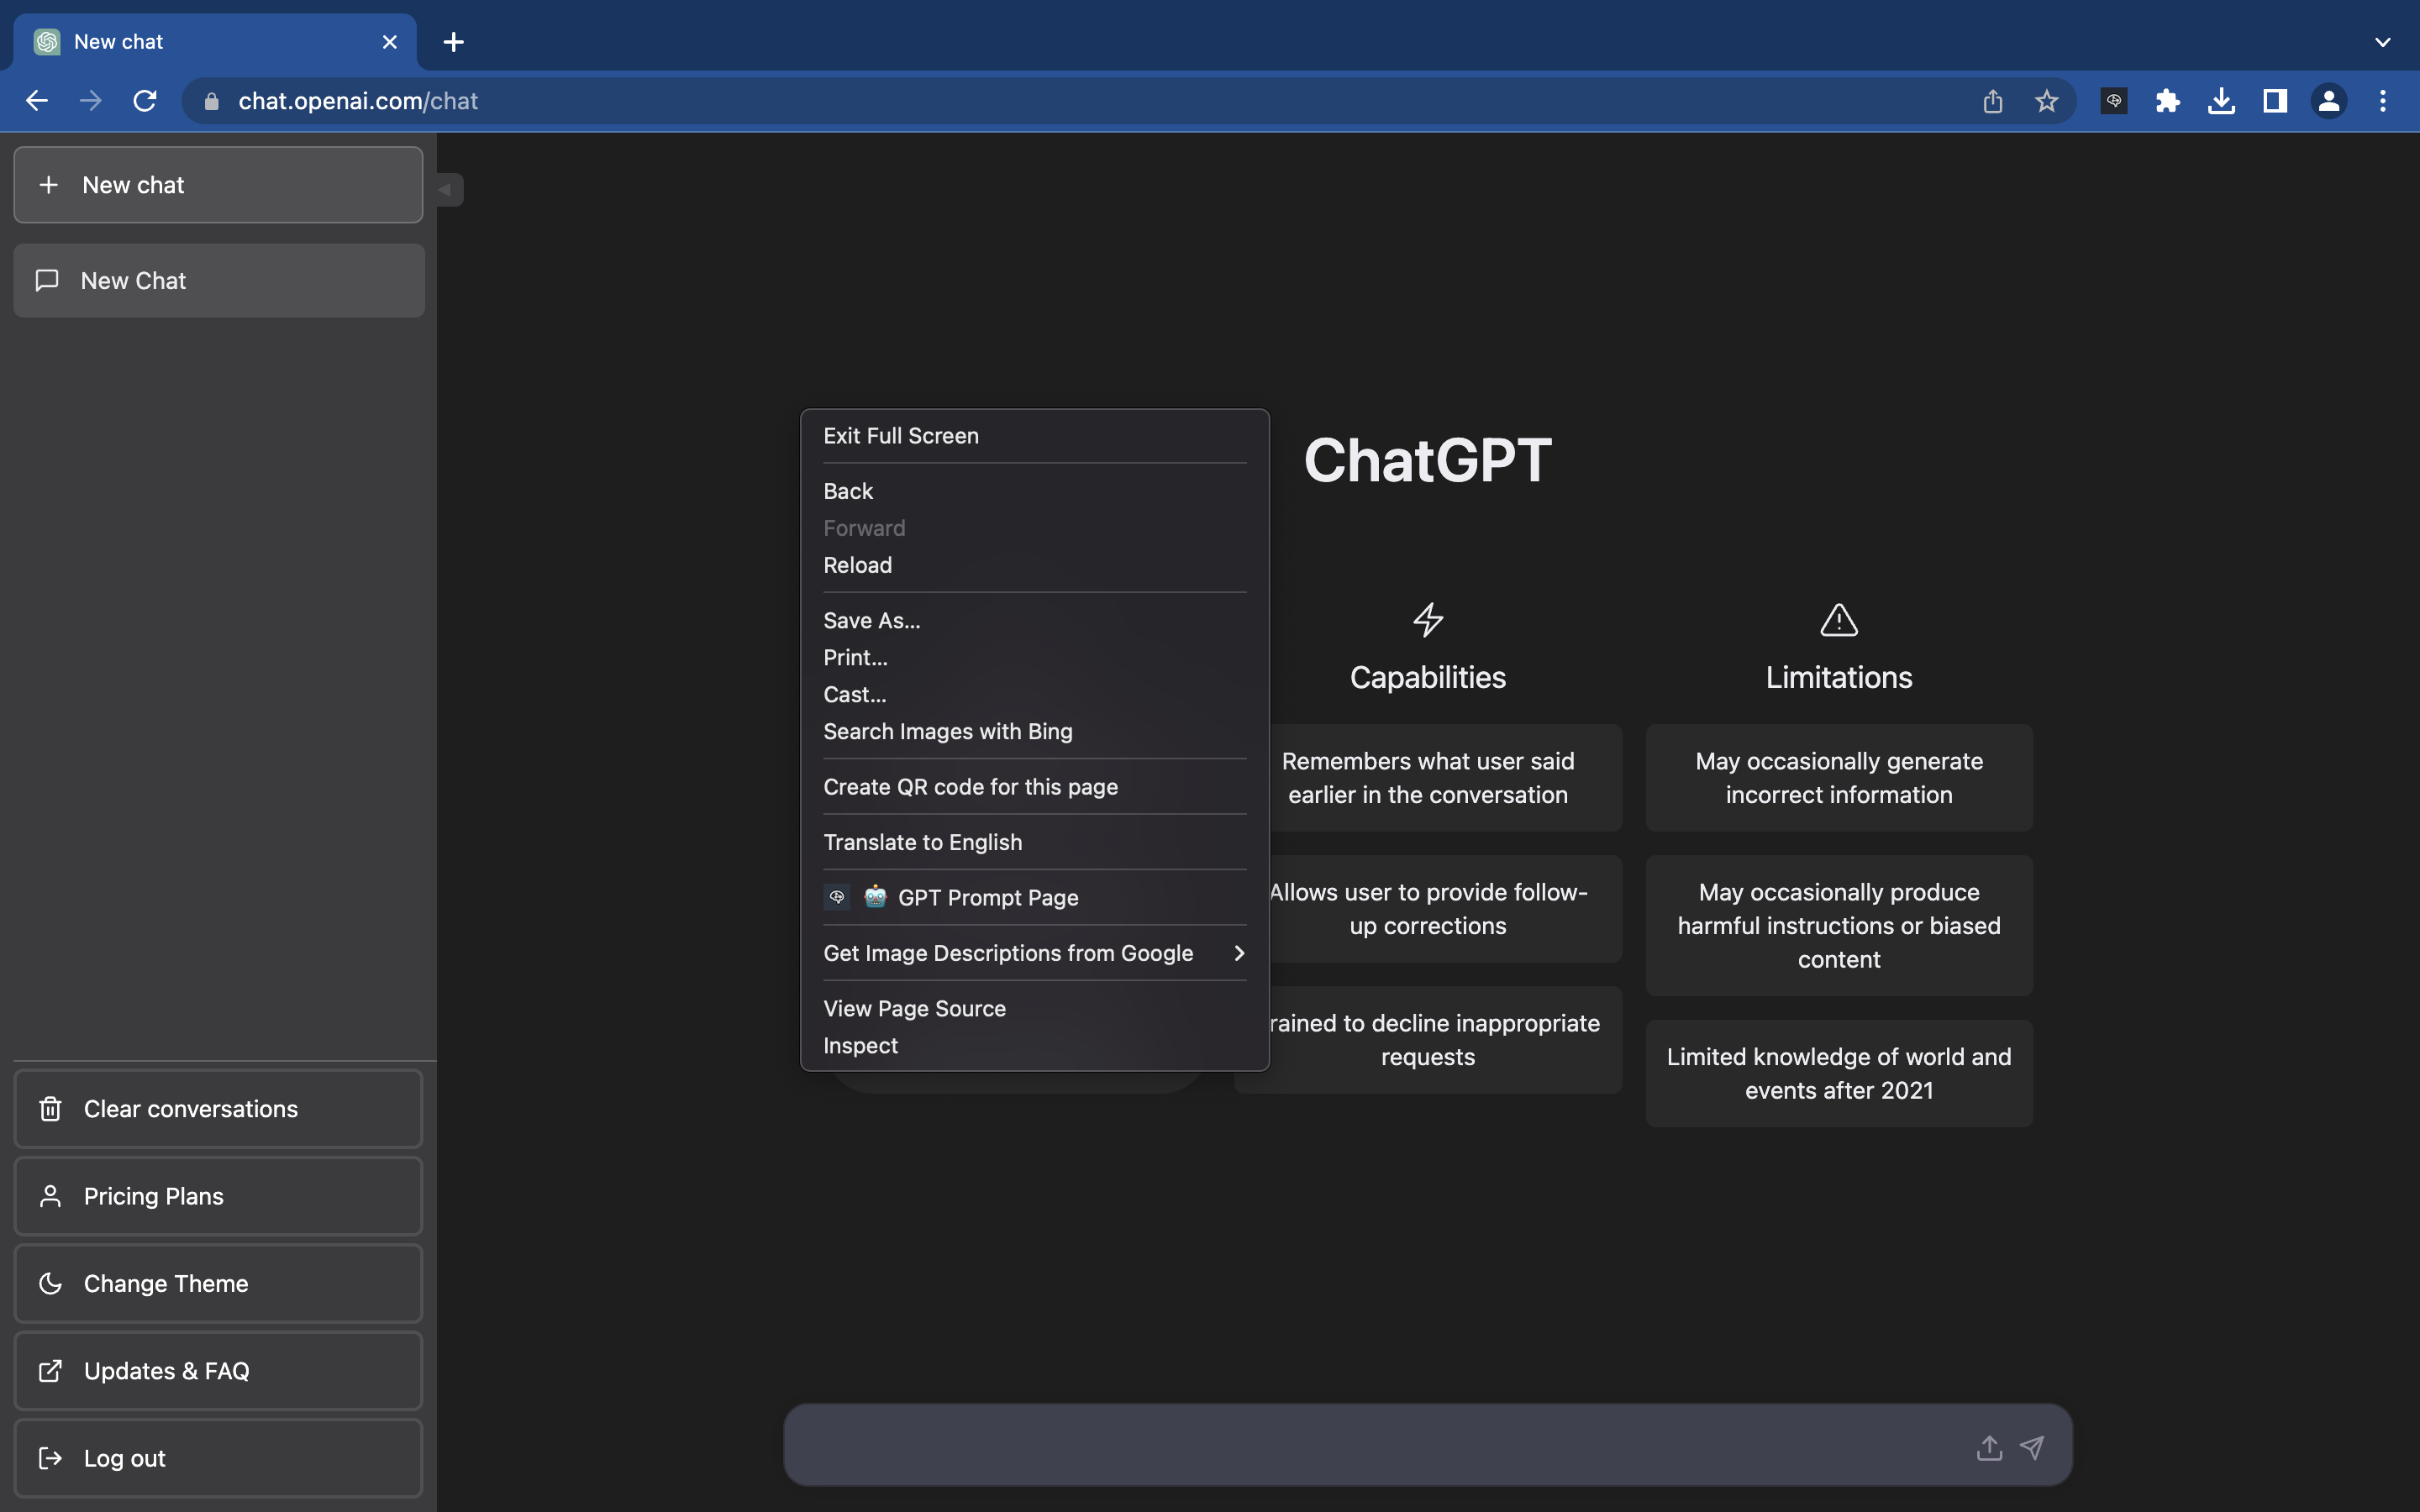 New chat
chat.openai.com/chat
New chat
New Chat
Clear conversations
Pricing Plans
Change Theme
Updates & FAQ
Log out
Exit Full Screen
Back
Forward
Reload
Save As...
Print...
Cast...
Search Images with Bing
Create QR code for this page
Translate to English
GPT Prompt Page
Get Image Descriptions from Google
View Page Source
Inspect
ChatGPT
Capabilities
Remembers what user said
earlier in the conversation
Allows user to provide follow-
up corrections
rained to decline inappropriate
requests
Limitations
May occasionally generate
incorrect information
May occasionally produce
harmful instructions or biased
content
Limited knowledge of world and
events after 2021